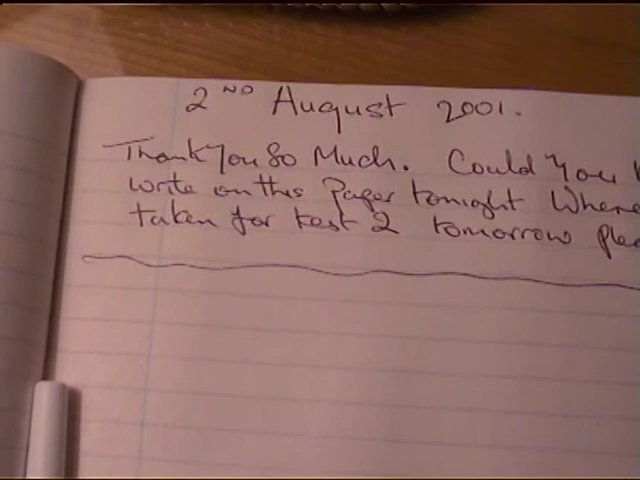 2ND August 2001.
Thank You So Much. Could You
write on this Paper tonight Where
taken for test 2 tomorrow